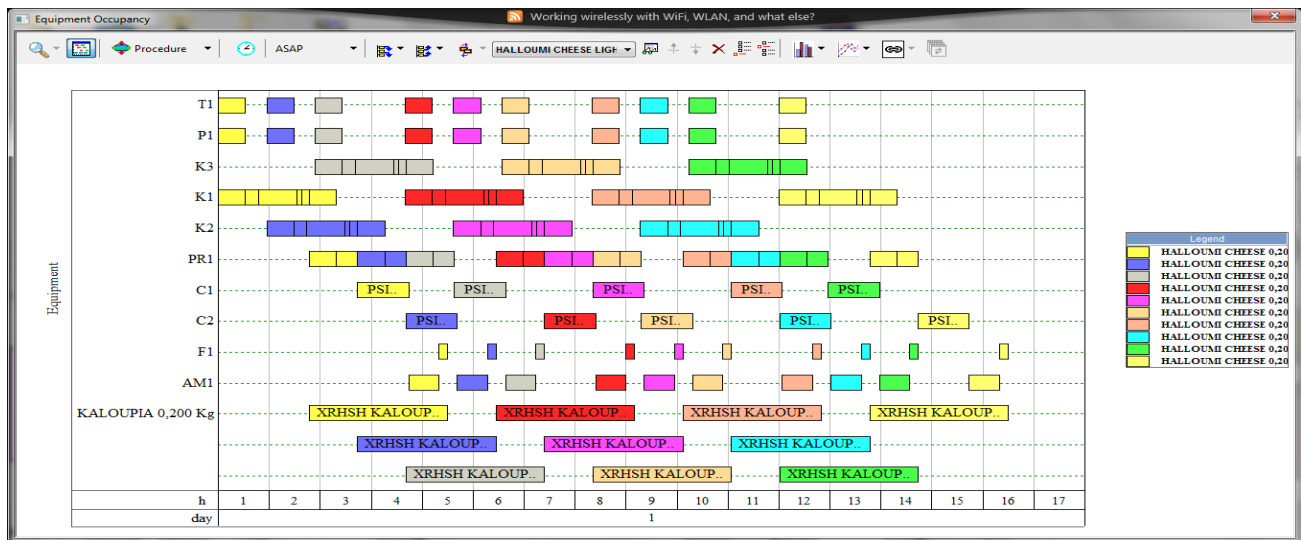 Equipment Occupancy
Working wirelessly with WiFi, WLAN, and what else?
Procedure ASAP HALLOUMI CHEESE LIGH
Equipment
T1
P1
K3
K1
K2
PR1
C1 PSI.. PSI.. PSI.. PSI.. PSI..
C2 PSI.. PSI.. PSI.. PSI.. PSI..
F1
AM1
KALOUPIA 0,200 Kg XRHSH KALOUP.. XRHSH KALOUP.. XRHSH KALOUP.. XRHSH KALOUP..
XRHSH KALOUP.. XRHSH KALOUP.. XRHSH KALOUP..
XRHSH KALOUP.. XRHSH KALOUP.. XRHSH KALOUP..
h 1 2 3 4 5 6 7 8 9 10 11 12 13 14 15 16 17
day 1
Legend
HALLOUMI CHEESE 0,20
HALLOUMI CHEESE 0,20
HALLOUMI CHEESE 0,20
HALLOUMI CHEESE 0,20
HALLOUMI CHEESE 0,20
HALLOUMI CHEESE 0,20
HALLOUMI CHEESE 0,20
HALLOUMI CHEESE 0,20
HALLOUMI CHEESE 0,20
HALLOUMI CHEESE 0,20